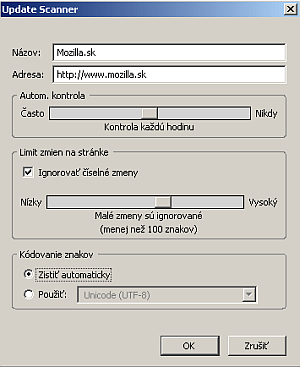 Update Scanner
Názov: Mozilla.sk
Adresa: http://www.mozilla.sk
Autom. kontrola
Často Nikdy
Kontrola každú hodinu
Limit zmien na stránke
Ignorovať číselné zmeny
Nízky Vysoký
Malé zmeny sú ignorované
(menej než 100 znakov)
Kódovanie znakov
Zistiť automaticky
Použiť: Unicode (UTF-8)
OK Zrušiť